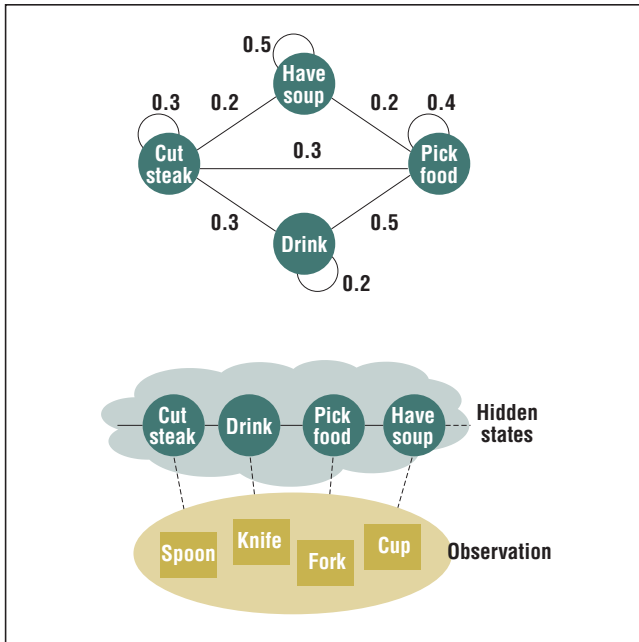 0.5
Have
soup
0.3
0.2
0.2
0.4
Cut
steak
0.3
Pick
food
0.3
0.5
Drink
0.2
Cut
steak
Drink
Pick
food
Have
soup
Hidden
states
Spoon
Knife
Fork
Cup
Observation